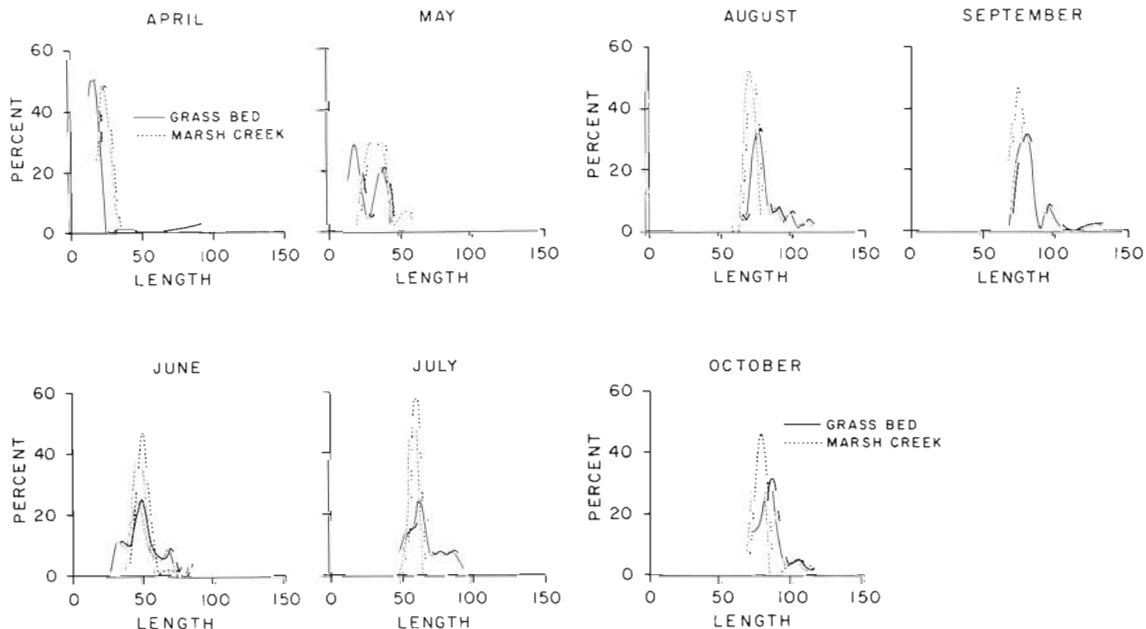 APRIL
60
40
20
0
PERCENT
GRASS BED
MARSH CREEK
0 50 100 150
LENGTH
MAY
0 50 100 150
LENGTH
AUGUST
60
40
20
0
PERCENT
0 50 100 150
LENGTH
SEPTEMBER
0 50 100 150
LENGTH
JUNE
60
40
20
0
PERCENT
0 50 100 150
LENGTH
JULY
0 50 100 150
LENGTH
OCTOBER
60
40
20
0
PERCENT
GRASS BED
MARSH CREEK
0 50 100 150
LENGTH